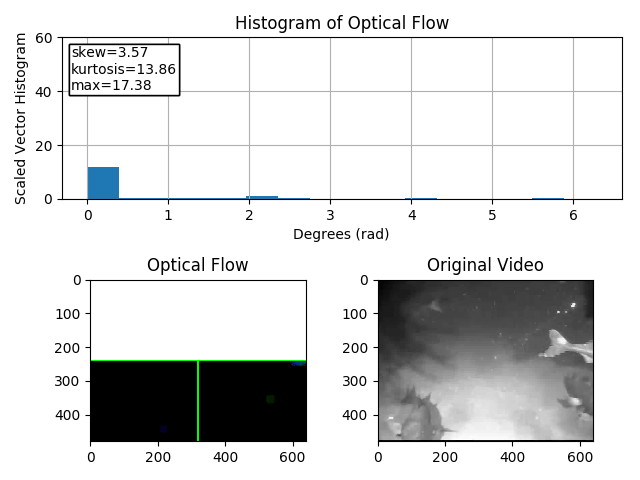 Histogram of Optical Flow
Scaled Vector Histogram
60
40
20
0
skew=3.57
kurtosis=13.86
max=17.38
0 1 2 3 4 5 6
Degrees (rad)
Optical Flow
0
100
200
300
400
0 200 400 600
Original Video
0
100
200
300
400
0 200 400 600